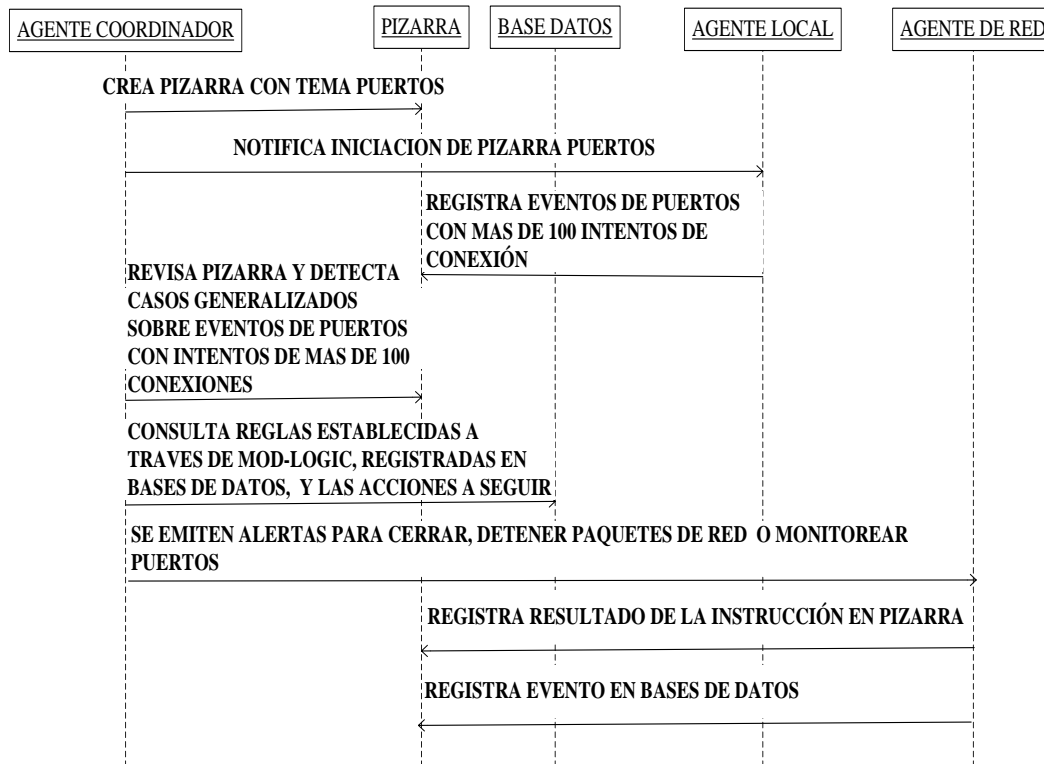 AGENTE COORDINADOR
PIZARRA
BASE DATOS
AGENTE LOCAL
AGENTE DE RED
CREA PIZARRA CON TEMA PUERTOS
NOTIFICA INICIACION DE PIZARRA PUERTOS
REGISTRA EVENTOS DE PUERTOS
CON MAS DE 100 INTENTOS DE
CONEXIÓN
REVISA PIZARRA Y DETECTA
CASOS GENERALIZADOS
SOBRE EVENTOS DE PUERTOS
CON INTENTOS DE MAS DE 100
CONEXIONES
CONSULTA REGLAS ESTABLECIDAS A
TRAVES DE MOD-LOGIC, REGISTRADAS EN
BASES DE DATOS, Y LAS ACCIONES A SEGUIR
SE EMITEN ALERTAS PARA CERRAR, DETENER PAQUETES DE RED O MONITOREAR
PUERTOS
REGISTRA RESULTADO DE LA INSTRUCCIÓN EN PIZARRA
REGISTRA EVENTO EN BASES DE DATOS